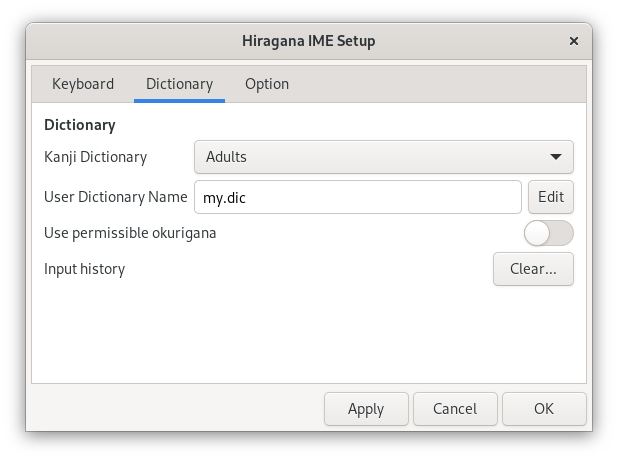 Hiragana IME Setup ×
Keyboard Dictionary Option
Dictionary
Kanji Dictionary Adults
User Dictionary Name my.dic Edit
Use permissible okurigana
Input history Clear...
Apply Cancel OK